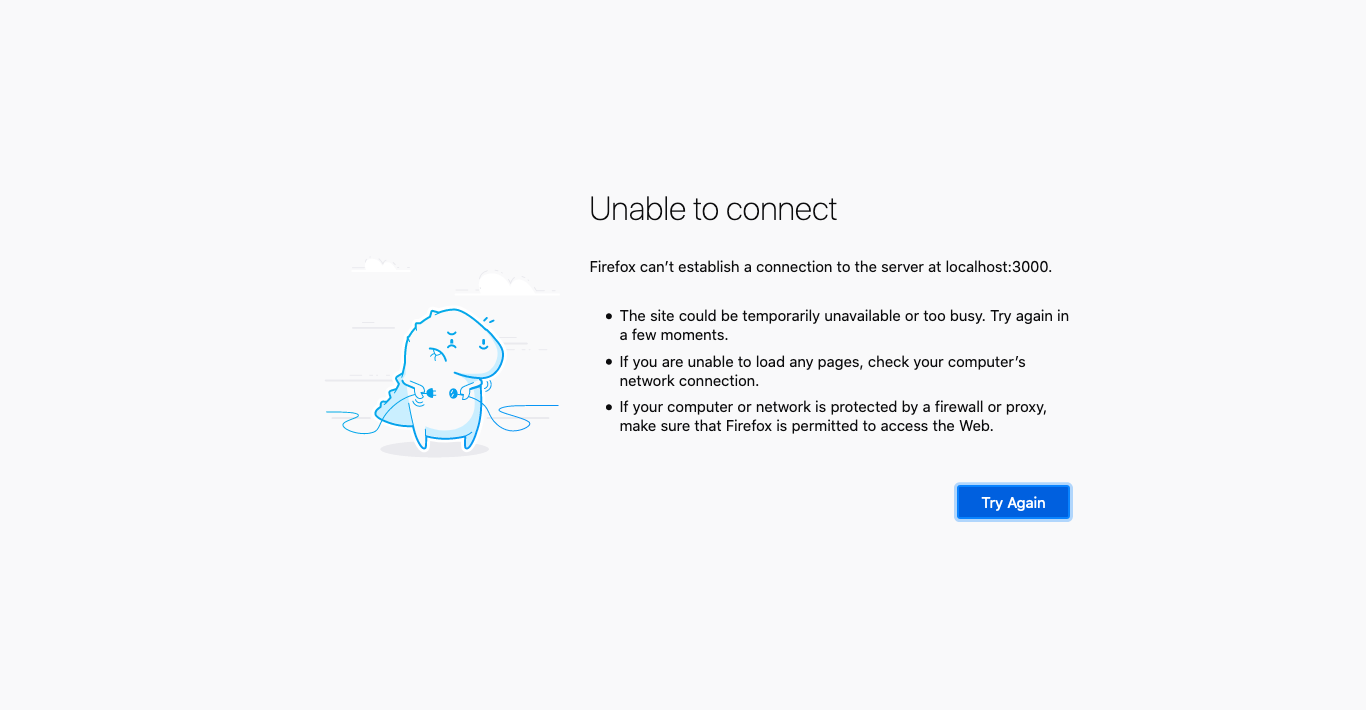 Unable to connect
Firefox can’t establish a connection to the server at localhost:3000.
The site could be temporarily unavailable or too busy. Try again in
a few moments.
If you are unable to load any pages, check your computer’s
network connection.
If your computer or network is protected by a firewall or proxy,
make sure that Firefox is permitted to access the Web.
Try Again